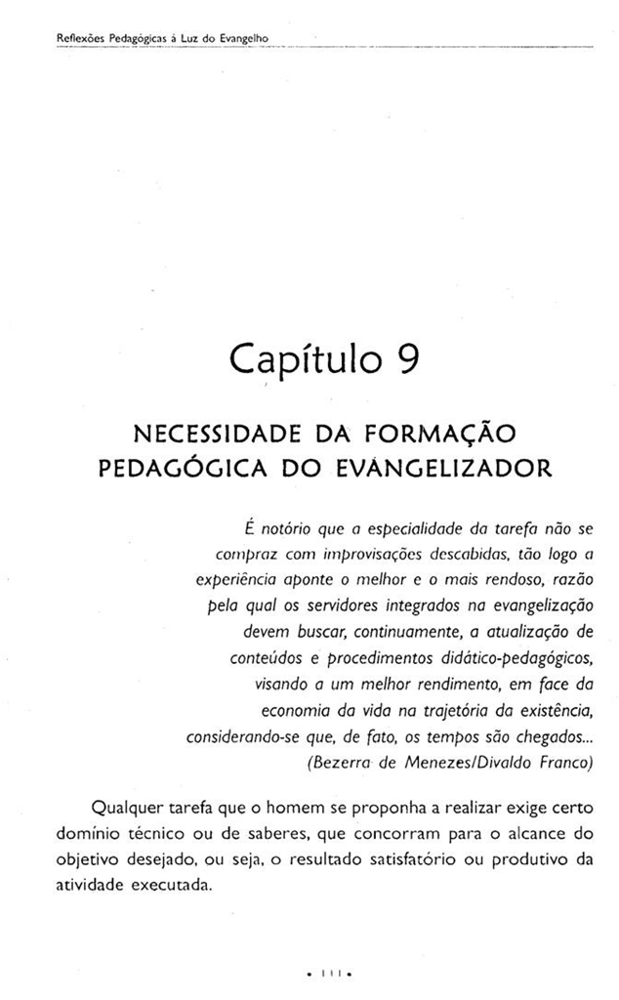 Reflexões Pedagógicas à Luz do Evangelho
Capítulo 9
NECESSIDADE DA FORMAÇÃO
PEDAGÓGICA DO EVANGELIZADOR
É notório que a especialidade da tarefa não se
compraz com improvisações descabidas, tão logo a
experiência aponte o melhor e o mais rendoso, razão
pela qual os servidores integrados na evangelização
devem buscar, continuamente, a atualização de
conteúdos e procedimentos didático-pedagógicos,
visando a um melhor rendimento, em face da
economia da vida na trajetória da existência,
considerando-se que, de fato, os tempos são chegados...
(Bezerra de Menezes/Divaldo Franco)
Qualquer tarefa que o homem se proponha a realizar exige certo
domínio técnico ou de saberes, que concorram para o alcance do
objetivo desejado, ou seja, o resultado satisfatório ou produtivo da
atividade executada.
• 111 •